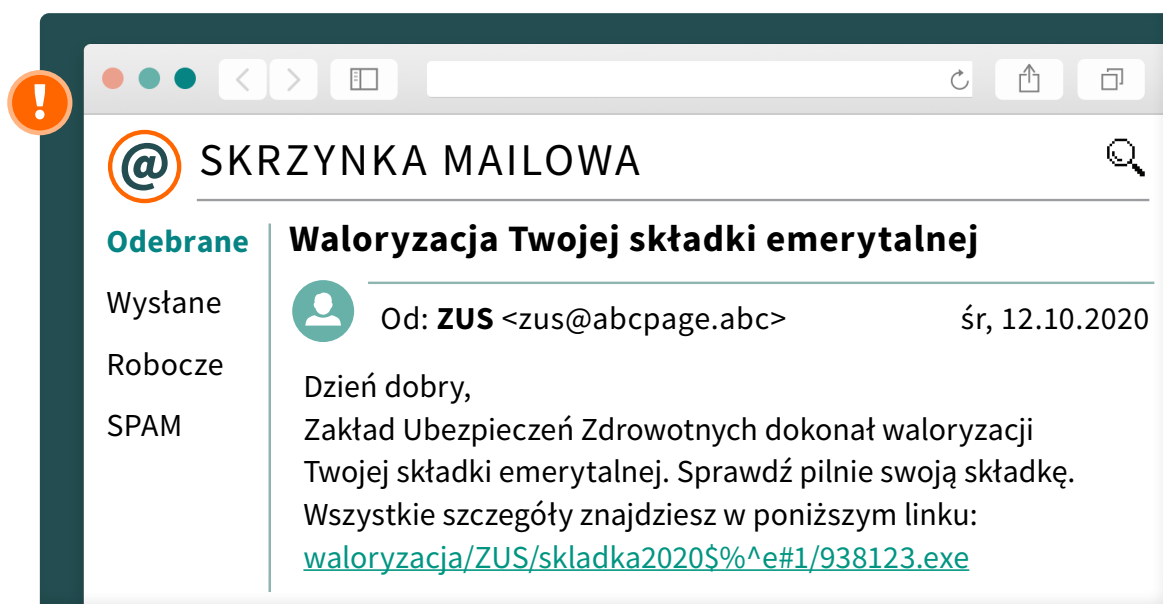 !
@ SKRZYNKA MAILOWA
Odebrane
Wysłane
Robocze
SPAM
Waloryzacja Twojej składki emerytalnej
Od: ZUS <zus@abcpage.abc> śr, 12.10.2020
Dzień dobry,
Zakład Ubezpieczeń Zdrowotnych dokonał waloryzacji
Twojej składki emerytalnej. Sprawdź pilnie swoją składkę.
Wszystkie szczegóły znajdziesz w poniższym linku:
waloryzacja/ZUS/skladka2020$%^e#1/938123.exe